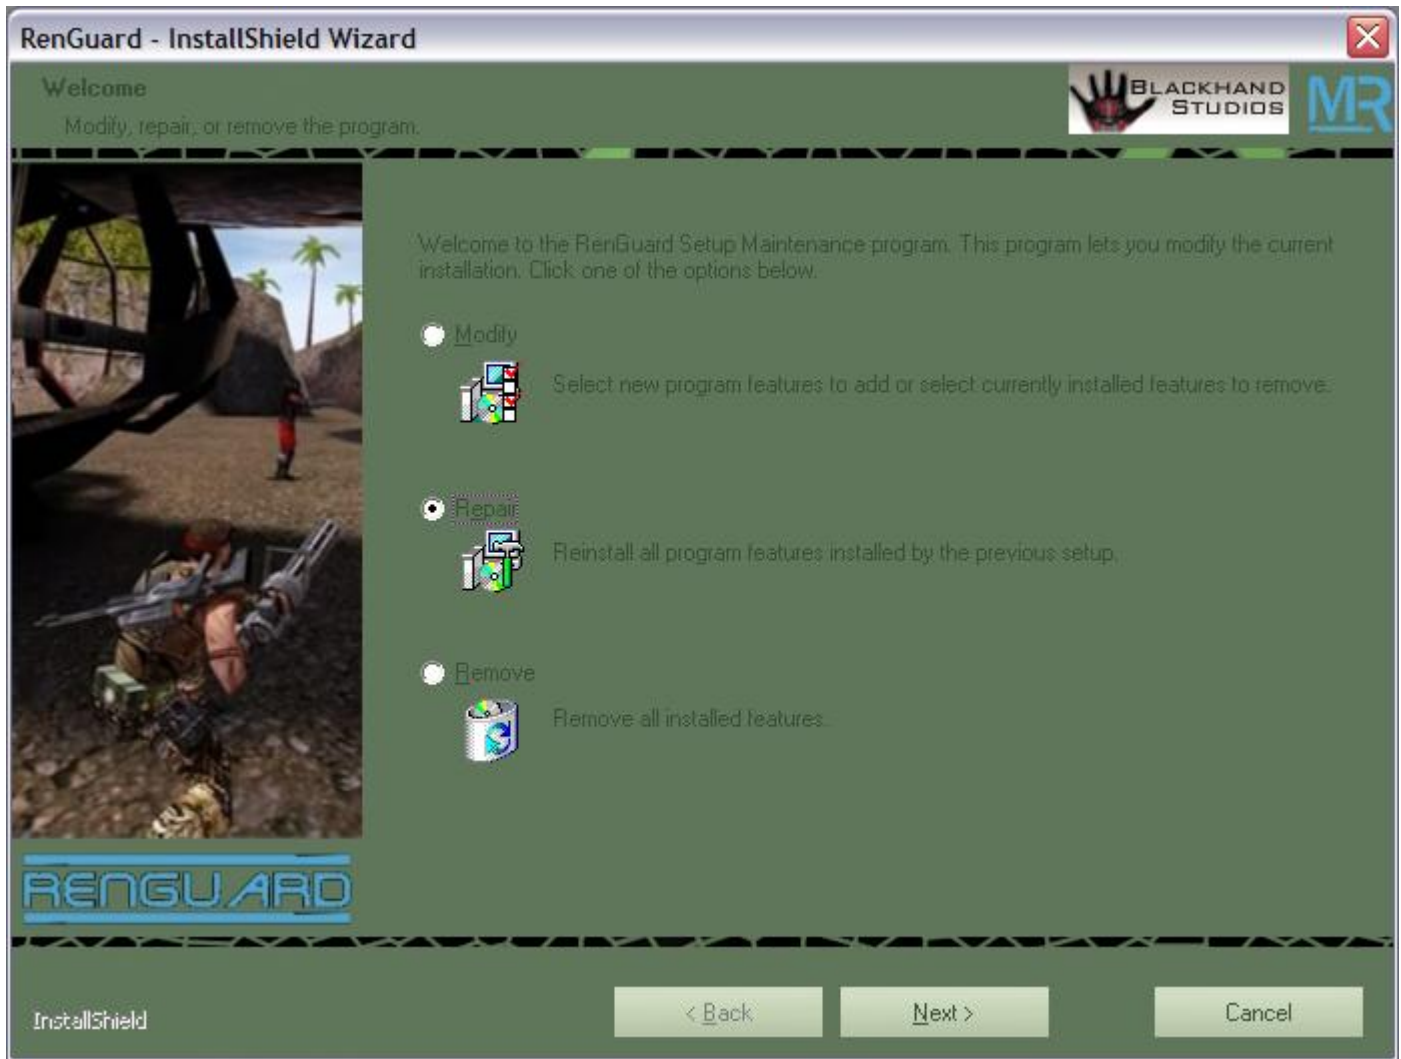 RenGuard - InstallShield Wizard
Welcome
Modify, repair, or remove the program.
BLACKHAND
STUDIOS
MR
Welcome to the RenGuard Setup Maintenance program. This program lets you modify the current
installation. Click one of the options below.
Modify
Select new program features to add or select currently installed features to remove.
Repair
Reinstall all program features installed by the previous setup.
Remove
Remove all installed features.
RENGUARD
InstallShield
< Back
Next >
Cancel